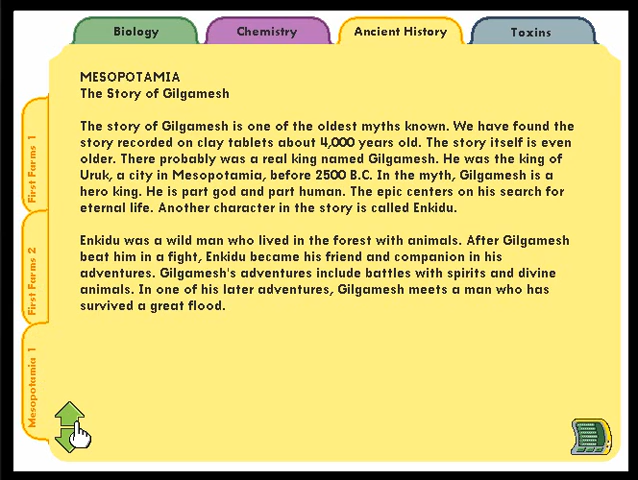 Biology
Chemistry
Ancient History
Toxins
First Farms 1
First Farms 2
Mesopotamia 1
MESOPOTAMIA
The Story of Gilgamesh
The story of Gilgamesh is one of the oldest myths known. We have found the
story recorded on clay tablets about 4,000 years old. The story itself is even
older. There probably was a real king named Gilgamesh. He was the king of
Uruk, a city in Mesopotamia, before 2500 B.C. In the myth, Gilgamesh is a
hero king. He is part god and part human. The epic centers on his search for
eternal life. Another character in the story is called Enkidu.
Enkidu was a wild man who lived in the forest with animals. After Gilgamesh
beat him in a fight, Enkidu became his friend and companion in his
adventures. Gilgamesh's adventures include battles with spirits and divine
animals. In one of his later adventures, Gilgamesh meets a man who has
survived a great flood.